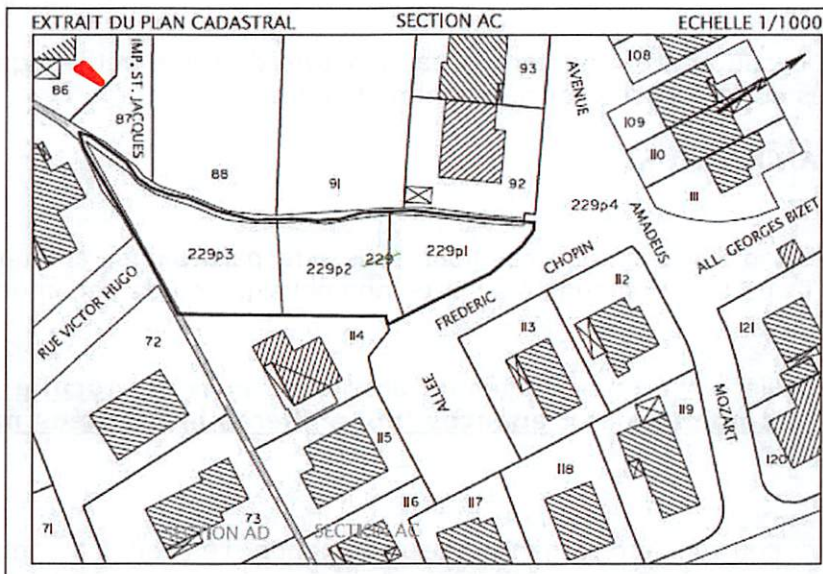 EXTRAIT DU PLAN CADASTRAL SECTION AC ECHELLE 1/1000
86
87
IMP. ST. JACQUES
88
91
93
92
AVENUE
108
109
110
111
229p4
AMADEUS
ALL. GEORGES BIZET
229p3
229p2
229
229p1
FREDERIC
CHOPIN
ALLEE
RUE VICTOR HUGO
72
114
113
112
121
MOZART
119
120
115
118
116
117
71
73
SECTION AD
SECTION AC